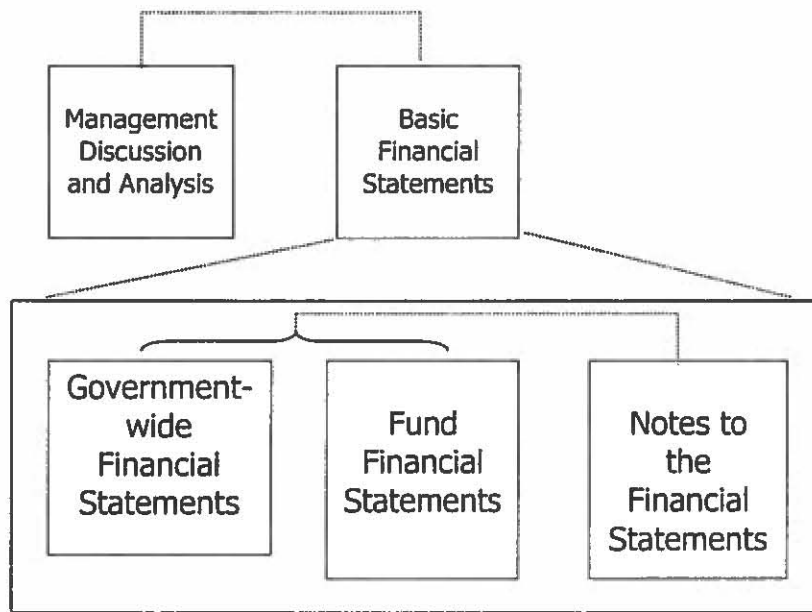 Management
Discussion
and Analysis
Basic
Financial
Statements
Government-
wide
Financial
Statements
Fund
Financial
Statements
Notes to
the
Financial
Statements